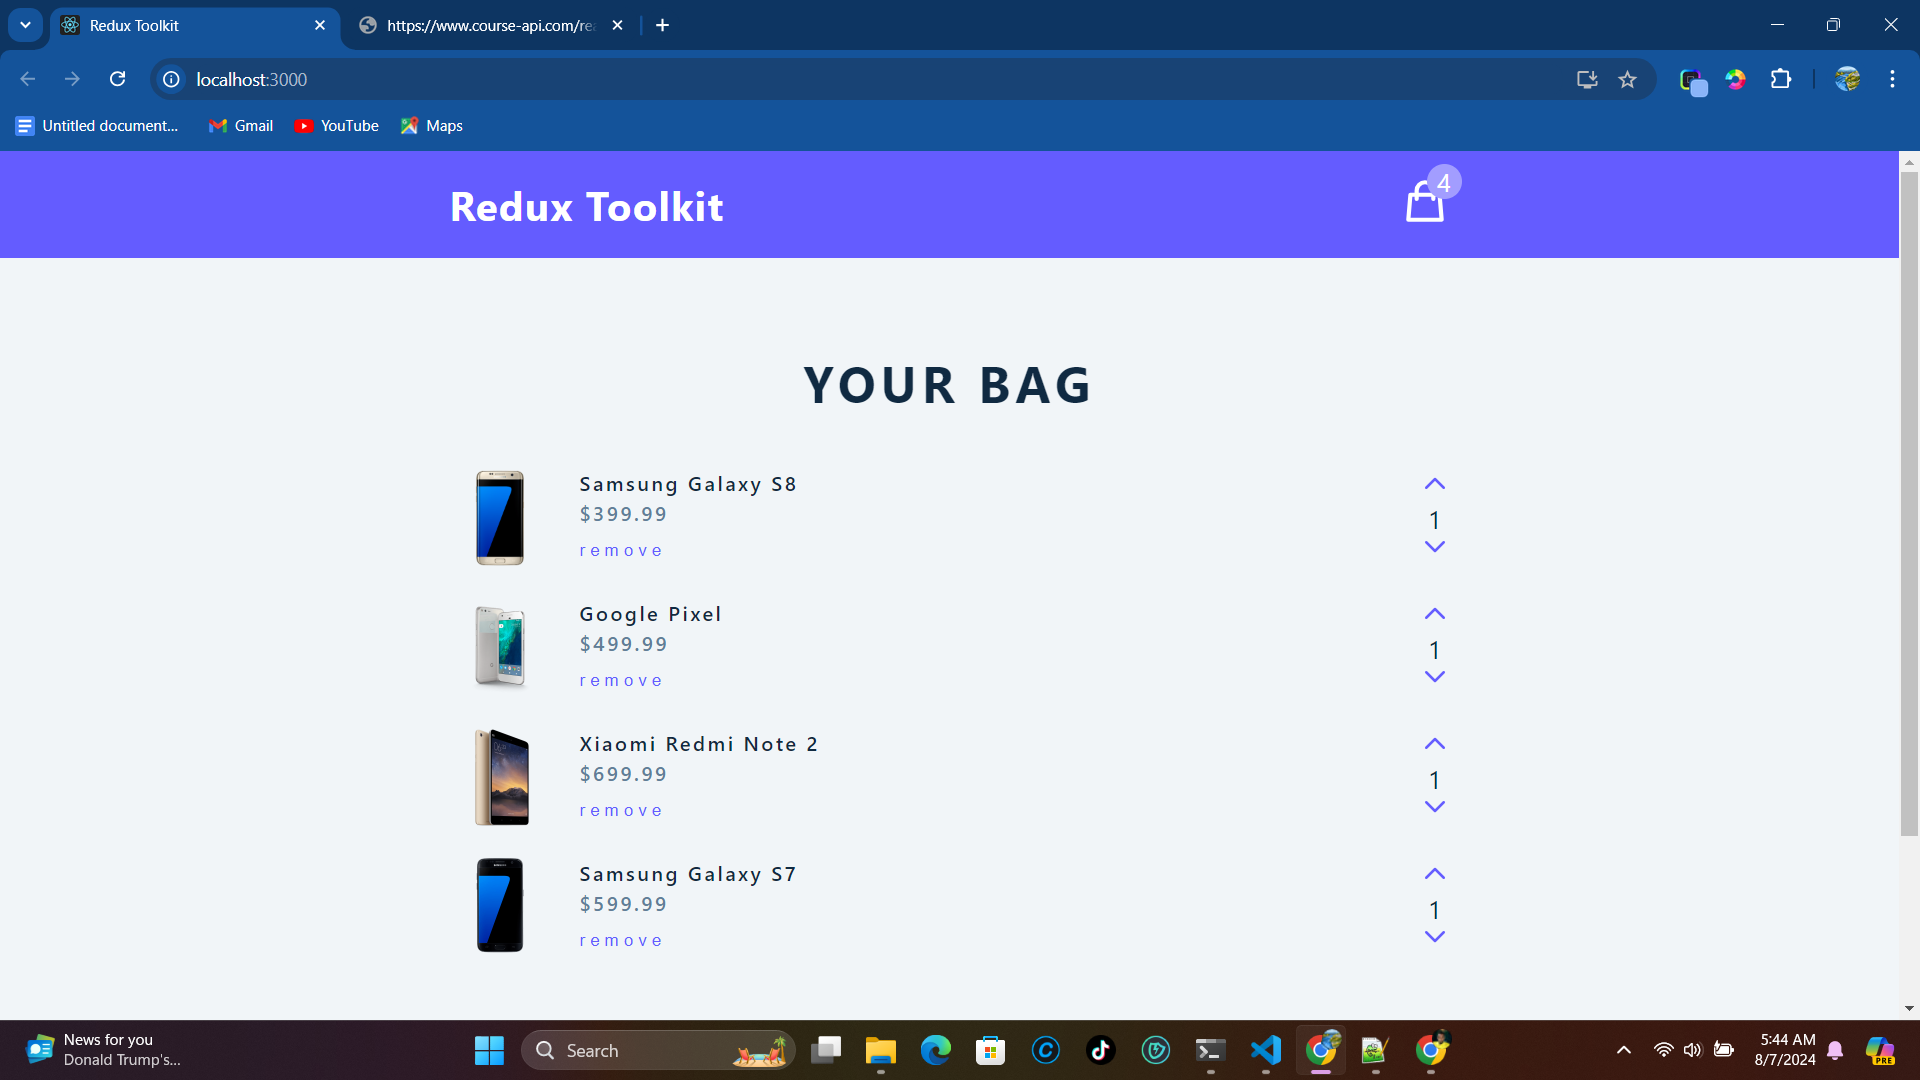 Redux Toolkit
https://www.course-api.com/rea
localhost:3000
Untitled document...
Gmail
YouTube
Maps
Redux Toolkit
4
YOUR BAG
Samsung Galaxy S8
$399.99
1
remove
Google Pixel
$499.99
1
remove
Xiaomi Redmi Note 2
$699.99
1
remove
Samsung Galaxy S7
$599.99
1
remove
News for you
Donald Trump's...
Search
5:44 AM
8/7/2024
PRE